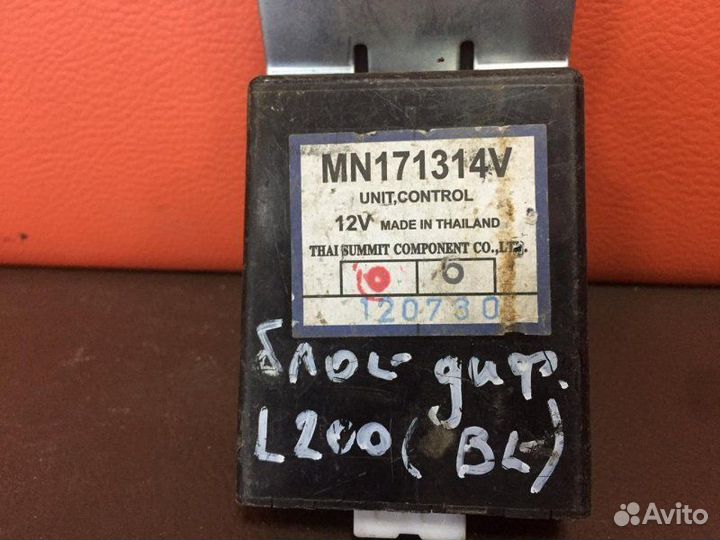 MN171314V
UNIT,CONTROL
12V MADE IN THAILAND
THAI SUMMIT COMPONENT CO.,LTD.
6
120730
блок диф.
L200 (BL)
Avito